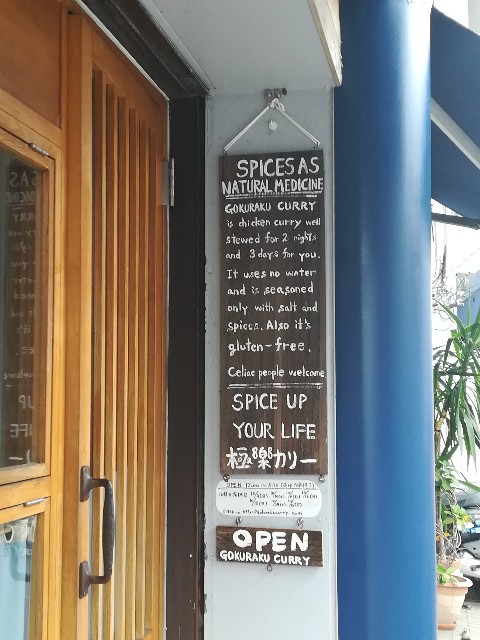 SPICES AS
NATURAL MEDICINE
GOKURAKU CURRY
is chicken curry well
stewed for 2 nights
and 3 days for you.
It uses no water
and is seasoned
only with salt and
spices. Also it's
gluten-free.
Celiac people welcome
SPICE UP
YOUR LIFE
極楽カリー
OPEN
OPEN
GOKURAKU CURRY